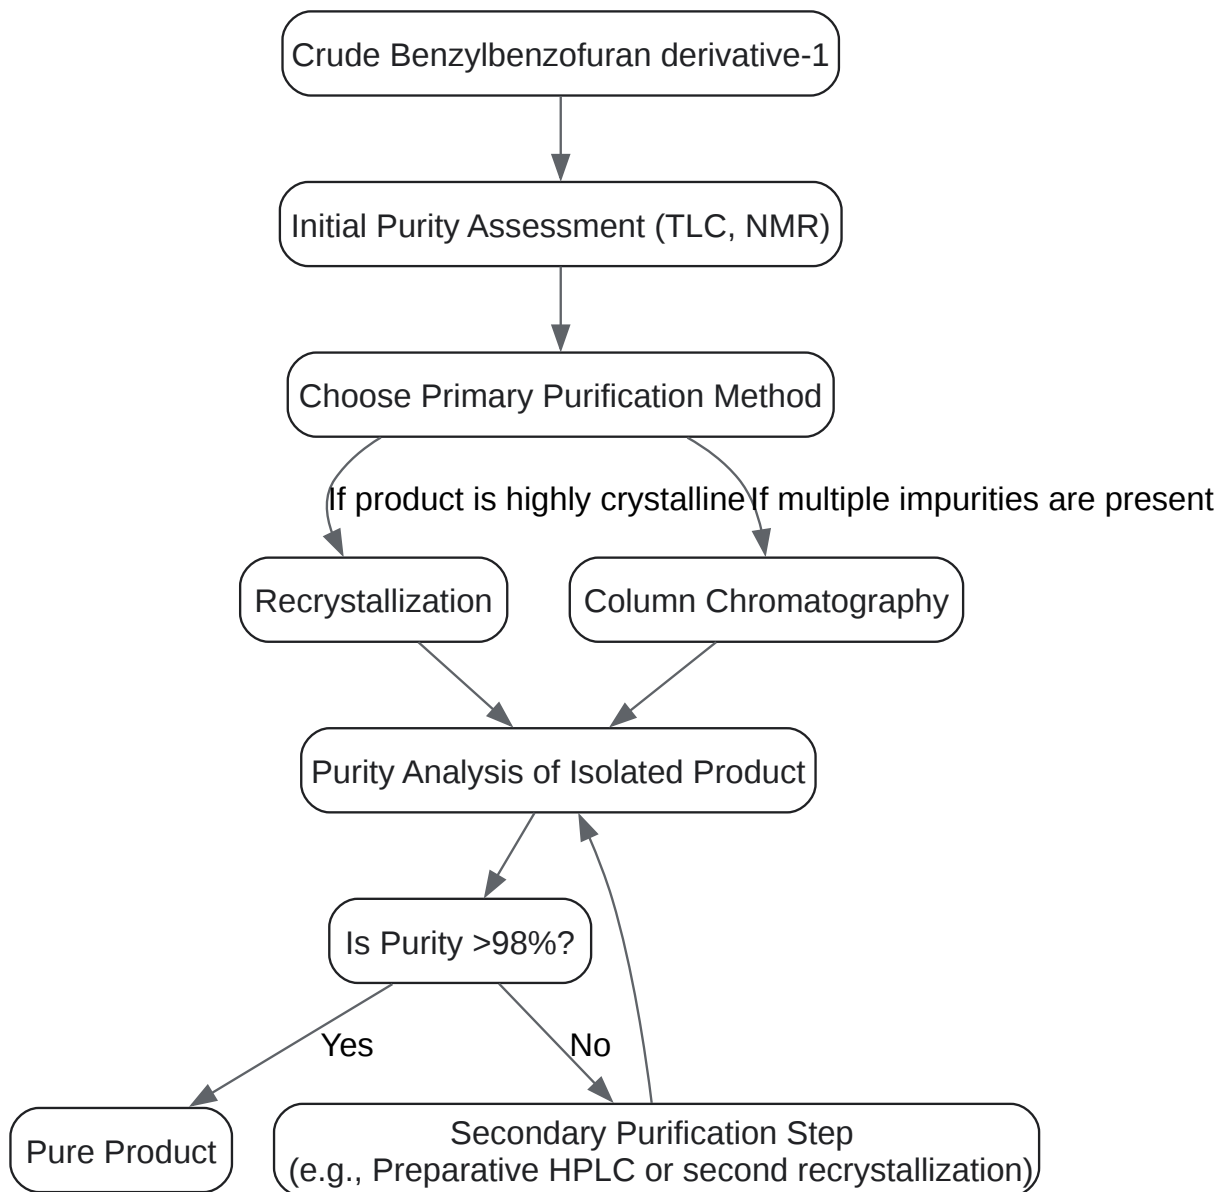 Crude Benzylbenzofuran derivative-1
Initial Purity Assessment (TLC, NMR)
Choose Primary Purification Method
If product is highly crystalline
If multiple impurities are present
Recrystallization
Column Chromatography
Purity Analysis of Isolated Product
Is Purity >98%?
Yes
No
Pure Product
Secondary Purification Step
(e.g., Preparative HPLC or second recrystallization)